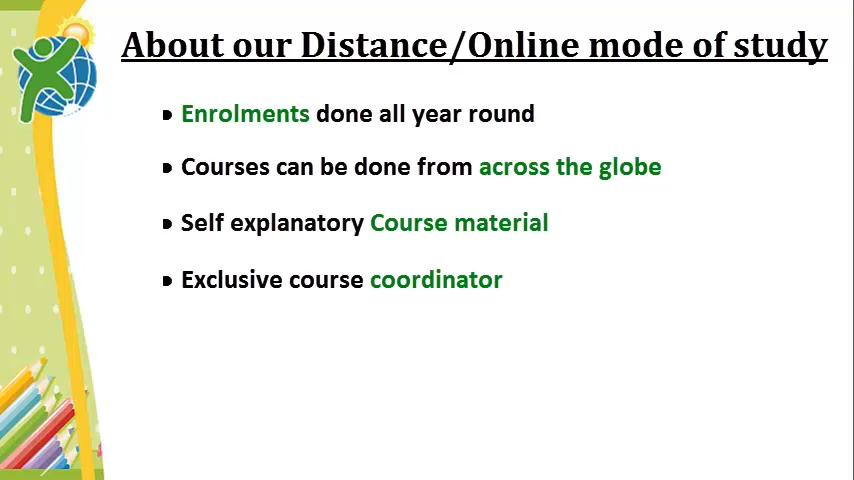 About our Distance/Online mode of study
• Enrolments done all year round
• Courses can be done from across the globe
• Self explanatory Course material
• Exclusive course coordinator